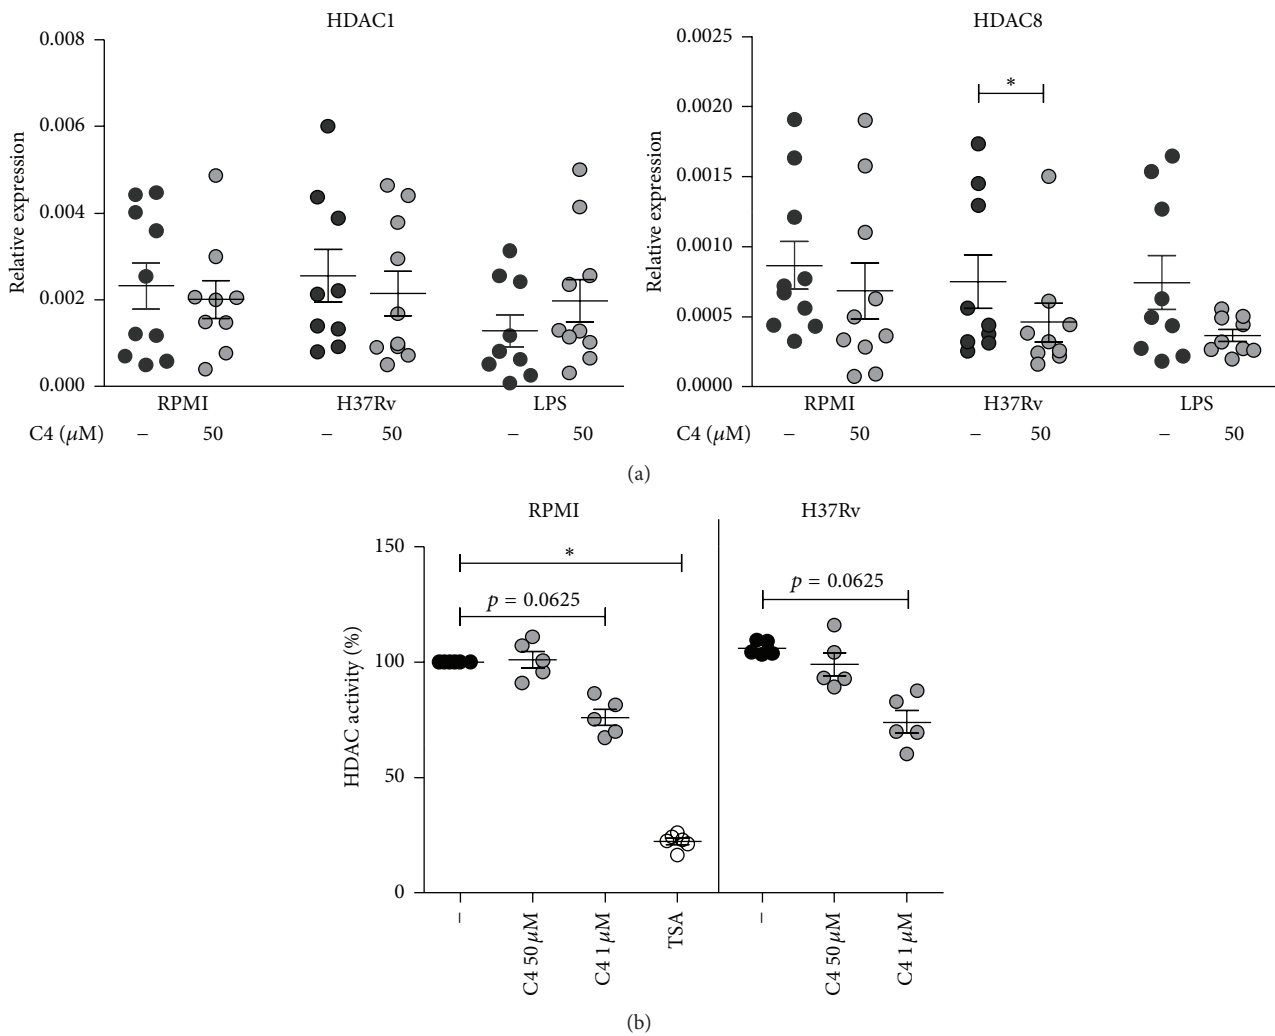 HDAC1
HDAC8
0.008
0.006
0.004
0.002
0.000
Relative expression
RPMI
H37Rv
LPS
C4 (μM)
–
50
–
50
–
50
0.0025
0.0020
0.0015
0.0010
0.0005
0.0000
Relative expression
*
RPMI
H37Rv
LPS
C4 (μM)
–
50
–
50
–
50
(a)
RPMI
H37Rv
150
100
50
0
HDAC activity (%)
*
p = 0.0625
p = 0.0625
–
C4 50 μM
C4 1 μM
TSA
–
C4 50 μM
C4 1 μM
(b)